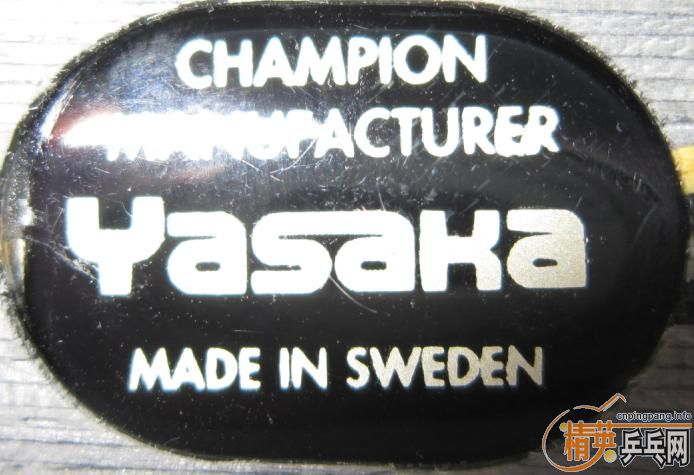 CHAMPION
MANUFACTURER
Yasaka
MADE IN SWEDEN
cnpingpang.info
精英乒乓网